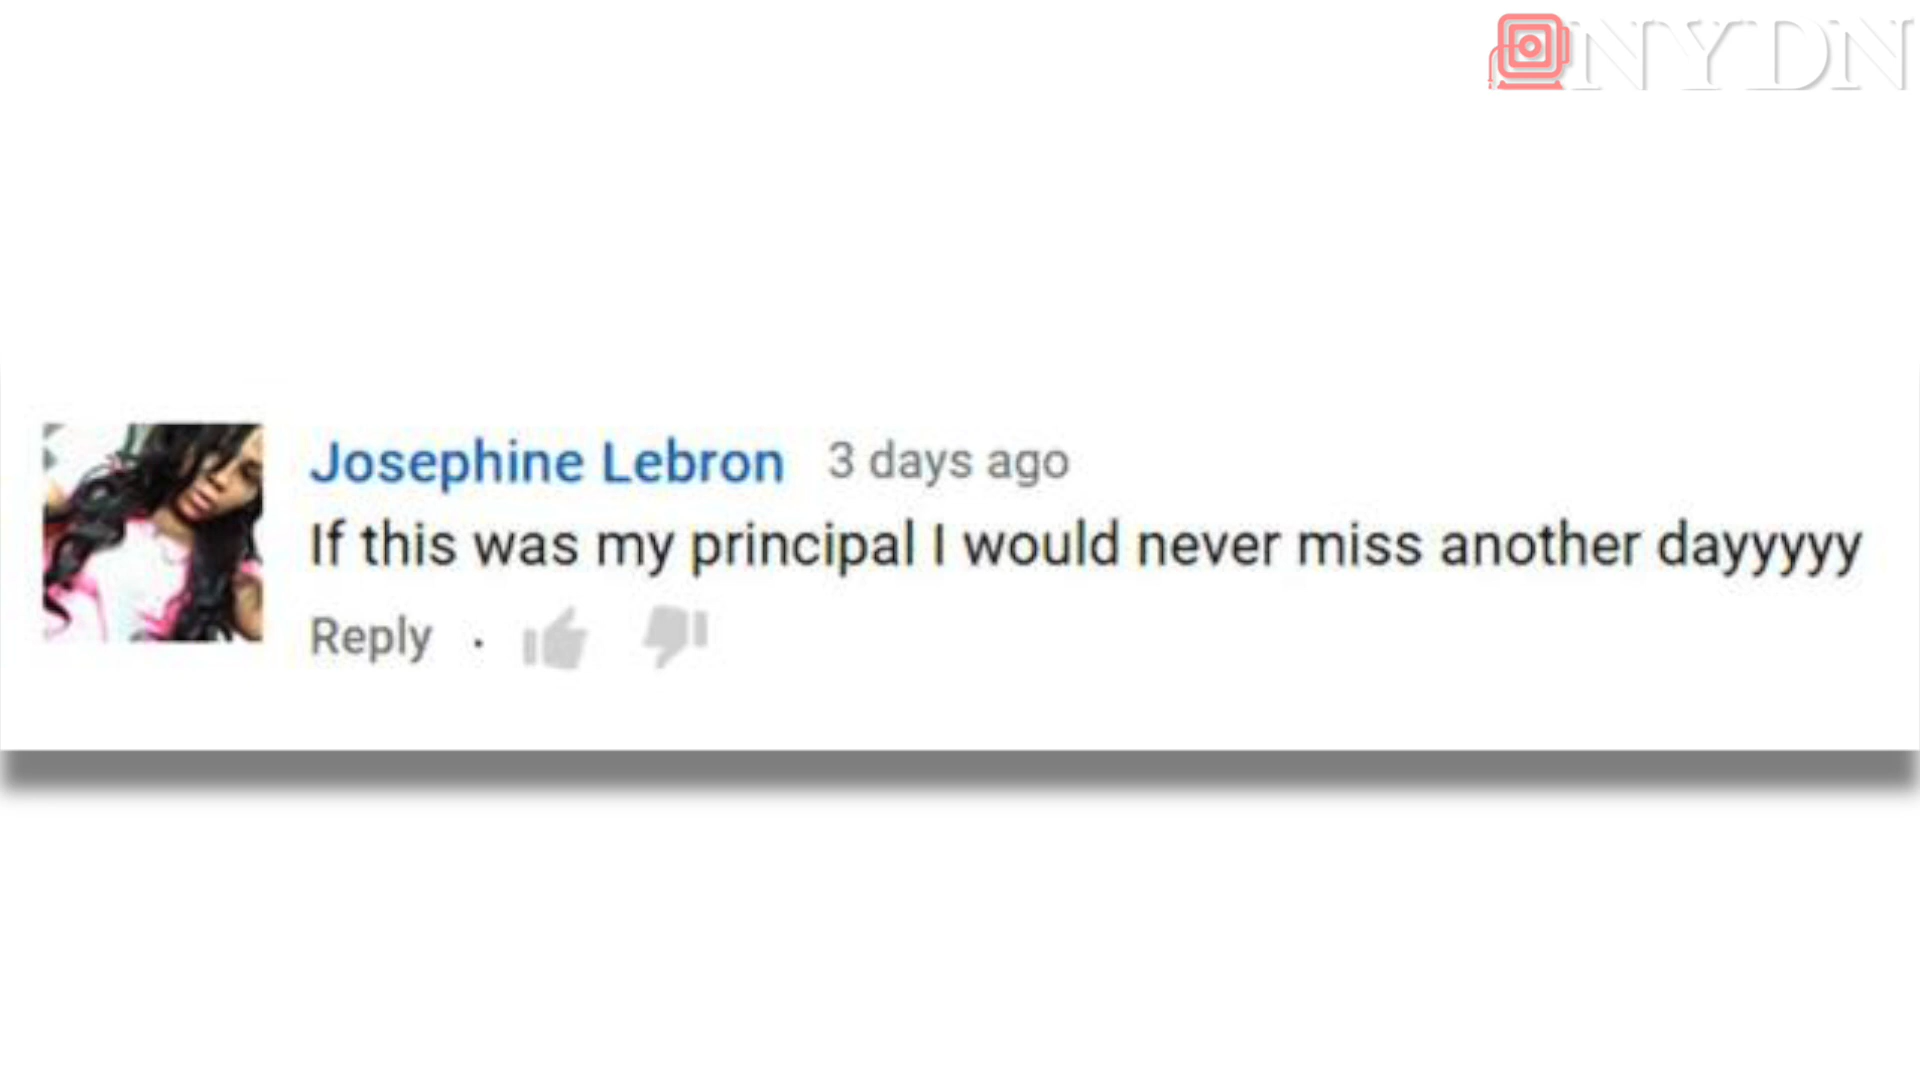 NYDN
Josephine Lebron 3 days ago
If this was my principal I would never miss another dayyyyy
Reply ·